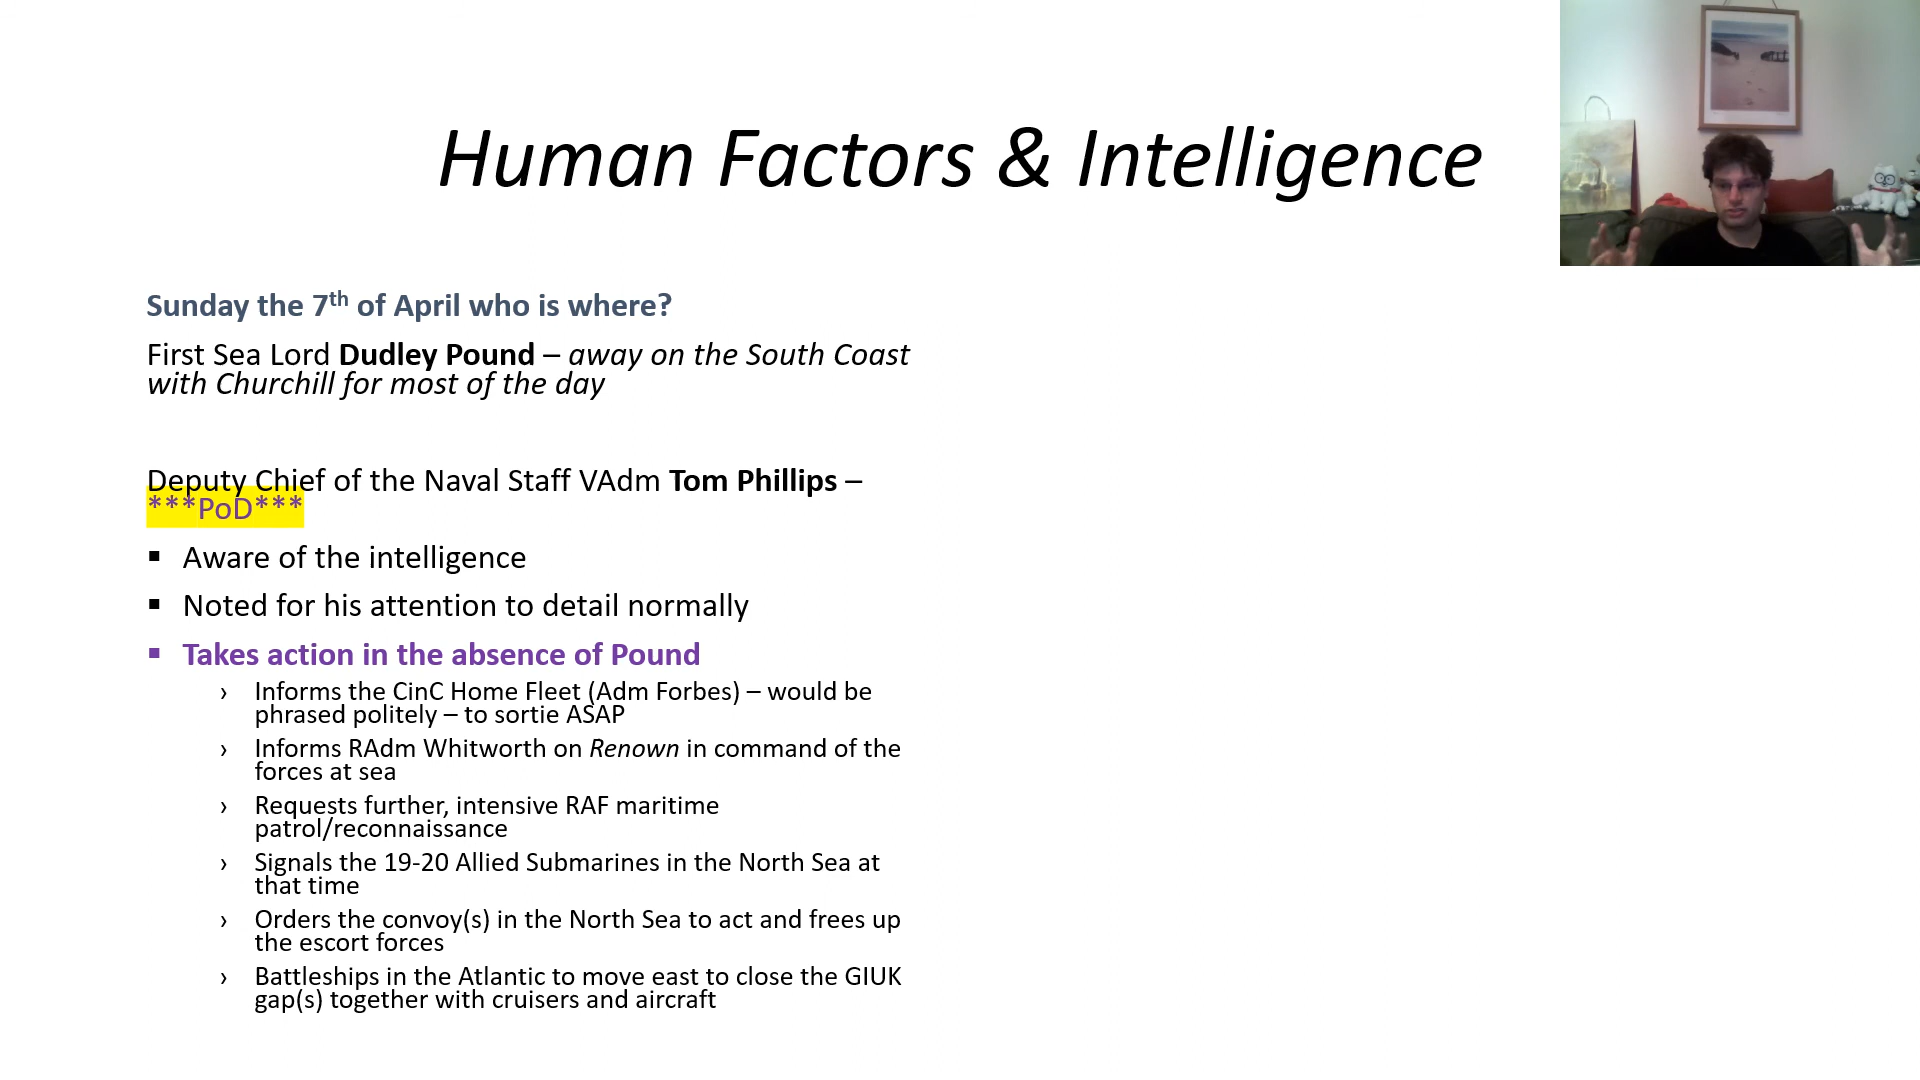 Human Factors & Intelligence
Sunday the 7th of April who is where?
First Sea Lord Dudley Pound – away on the South Coast
with Churchill for most of the day
Deputy Chief of the Naval Staff VAdm Tom Phillips –
***PoD***
▪ Aware of the intelligence
▪ Noted for his attention to detail normally
▪ Takes action in the absence of Pound
› Informs the CinC Home Fleet (Adm Forbes) – would be
phrased politely – to sortie ASAP
› Informs RAdm Whitworth on Renown in command of the
forces at sea
› Requests further, intensive RAF maritime
patrol/reconnaissance
› Signals the 19-20 Allied Submarines in the North Sea at
that time
› Orders the convoy(s) in the North Sea to act and frees up
the escort forces
› Battleships in the Atlantic to move east to close the GIUK
gap(s) together with cruisers and aircraft